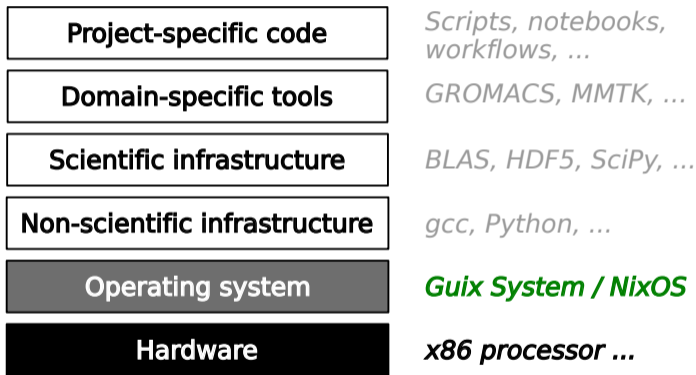 Project-specific code
Scripts, notebooks,
workflows, ...
Domain-specific tools
GROMACS, MMTK, ...
Scientific infrastructure
BLAS, HDF5, SciPy, ...
Non-scientific infrastructure
gcc, Python, ...
Operating system
Guix System / NixOS
Hardware
x86 processor ...